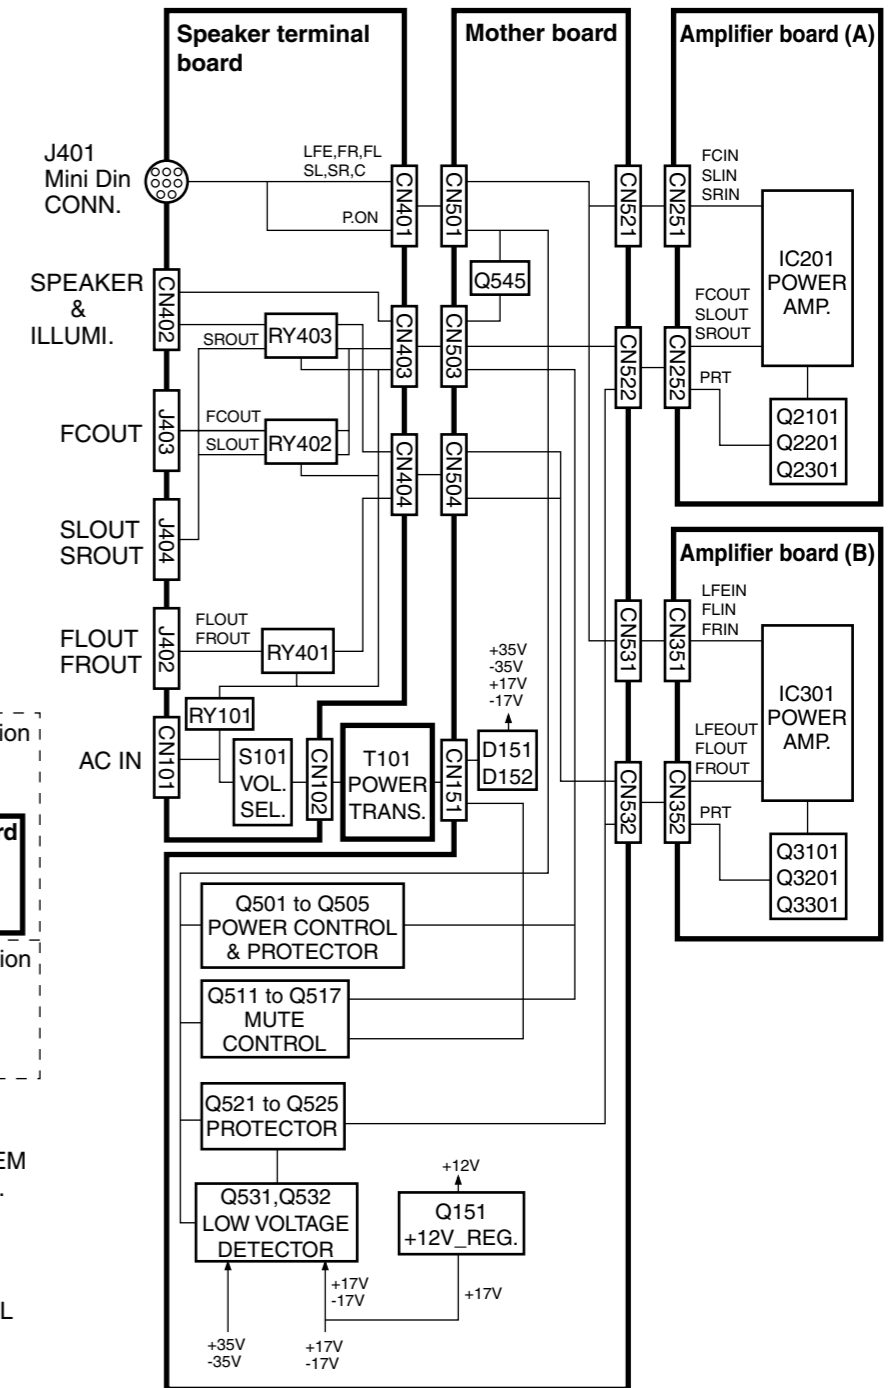 Speaker terminal
board
Mother board
Amplifier board (A)
J401
Mini Din
CONN.
LFE,FR,FL
SL,SR,C
P.ON
CN401
CN501
CN521
CN251
FCIN
SLIN
SRIN
IC201
POWER
AMP.
SPEAKER
&
ILLUMI.
CN402
SROUT
RY403
CN403
CN503
Q545
CN522
CN252
FCOUT
SLOUT
SROUT
PRT
Q2101
Q2201
Q2301
FCOUT
J403
FCOUT
SLOUT
RY402
CN404
CN504
SLOUT
SROUT
J404
Amplifier board (B)
FLOUT
FROUT
J402
FLOUT
FROUT
RY401
CN531
CN351
LFEIN
FLIN
FRIN
IC301
POWER
AMP.
+35V
-35V
+17V
-17V
D151
D152
RY101
AC IN
CN101
S101
VOL.
SEL.
CN102
T101
POWER
TRANS.
CN151
CN532
CN352
LFEOUT
FLOUT
FROUT
PRT
Q3101
Q3201
Q3301
tion
rd
tion
Q501 to Q505
POWER CONTROL
& PROTECTOR
Q511 to Q517
MUTE
CONTROL
Q521 to Q525
PROTECTOR
EM
.
Q531,Q532
LOW VOLTAGE
DETECTOR
+12V
Q151
+12V_REG.
+17V
-17V
+17V
L
+35V
-35V
+17V
-17V